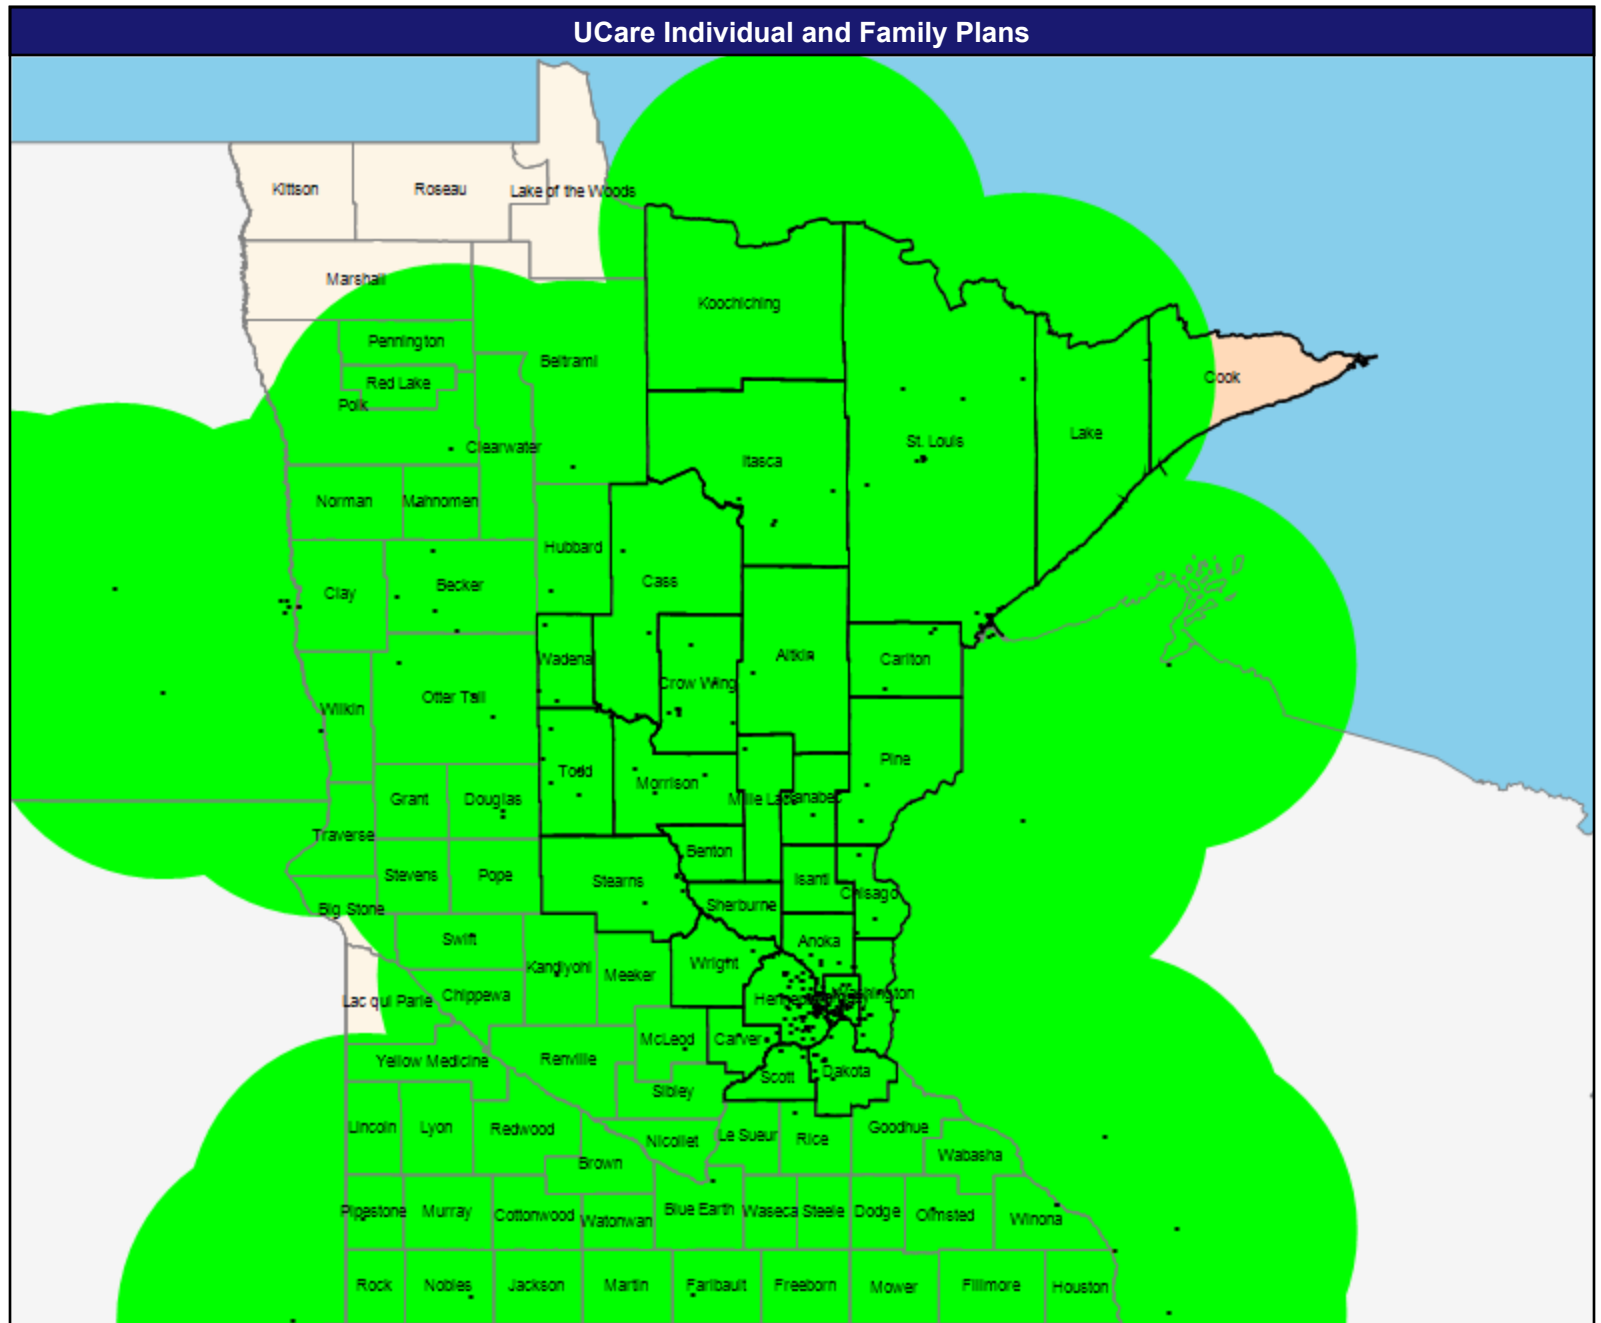 UCare Individual and Family Plans
Kittson
Roseau
Lake of the Woods
Marshall
Koochiching
Pennington
Beltrami
Red Lake
Polk
Cook
Clearwater
St. Louis
Lake
Itasca
Norman
Mahnomen
Hubbard
Cass
Clay
Becker
Wadena
Aitkin
Carlton
Crow Wing
Otter Tail
Wilkin
Pine
Todd
Morrison
Grant
Douglas
Mille Lacs
Kanabec
Traverse
Benton
Stevens
Pope
Stearns
Isanti
Chisago
Sherburne
Big Stone
Swift
Anoka
Kandiyohi
Meeker
Wright
Lac qui Parle
Chippewa
Hennepin
Washington
McLeod
Carver
Yellow Medicine
Renville
Scott
Dakota
Sibley
Lincoln
Lyon
Redwood
Nicollet
Le Sueur
Rice
Goodhue
Brown
Wabasha
Pipestone
Murray
Cottonwood
Watonwan
Blue Earth
Waseca
Steele
Dodge
Olmsted
Winona
Rock
Nobles
Jackson
Martin
Faribault
Freeborn
Mower
Fillmore
Houston